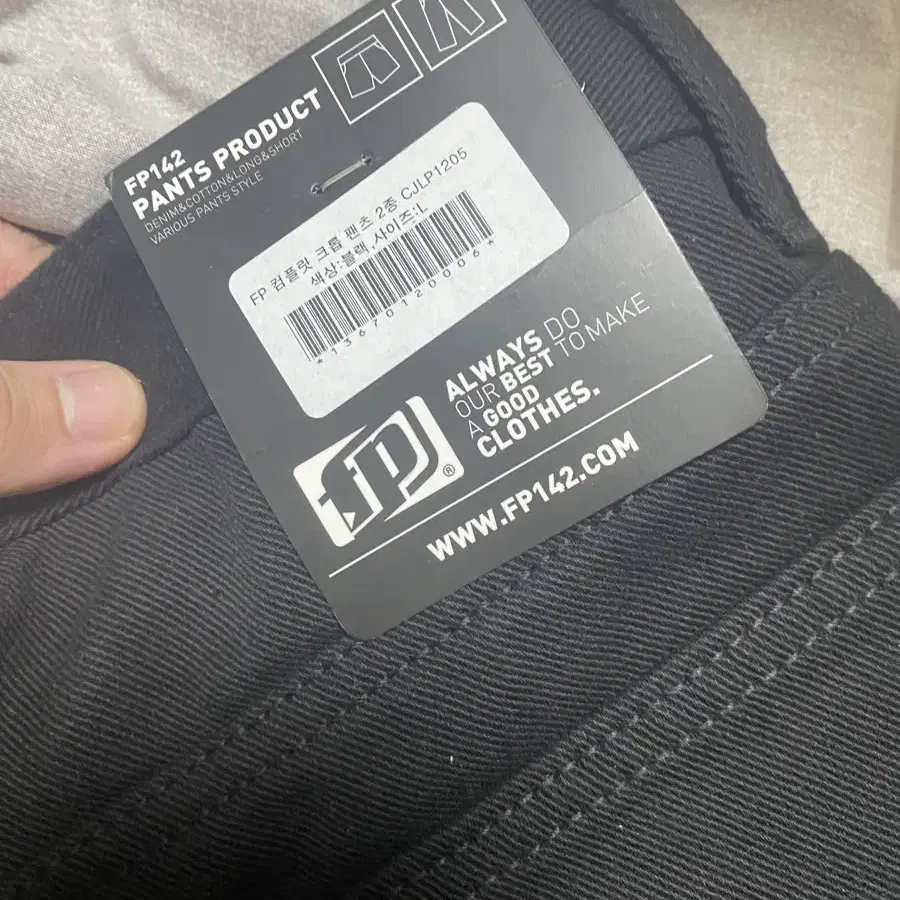 FP142
PANTS PRODUCT
DENIM&COTTON&LONG&SHORT
VARIOUS PANTS STYLE
FP 컴플릿 크롭 팬츠 2종 CJLP1205
색상:블랙,사이즈:L
*13670120006*
fp®
ALWAYS DO
OUR BEST TO MAKE
A GOOD
CLOTHES.
WWW.FP142.COM